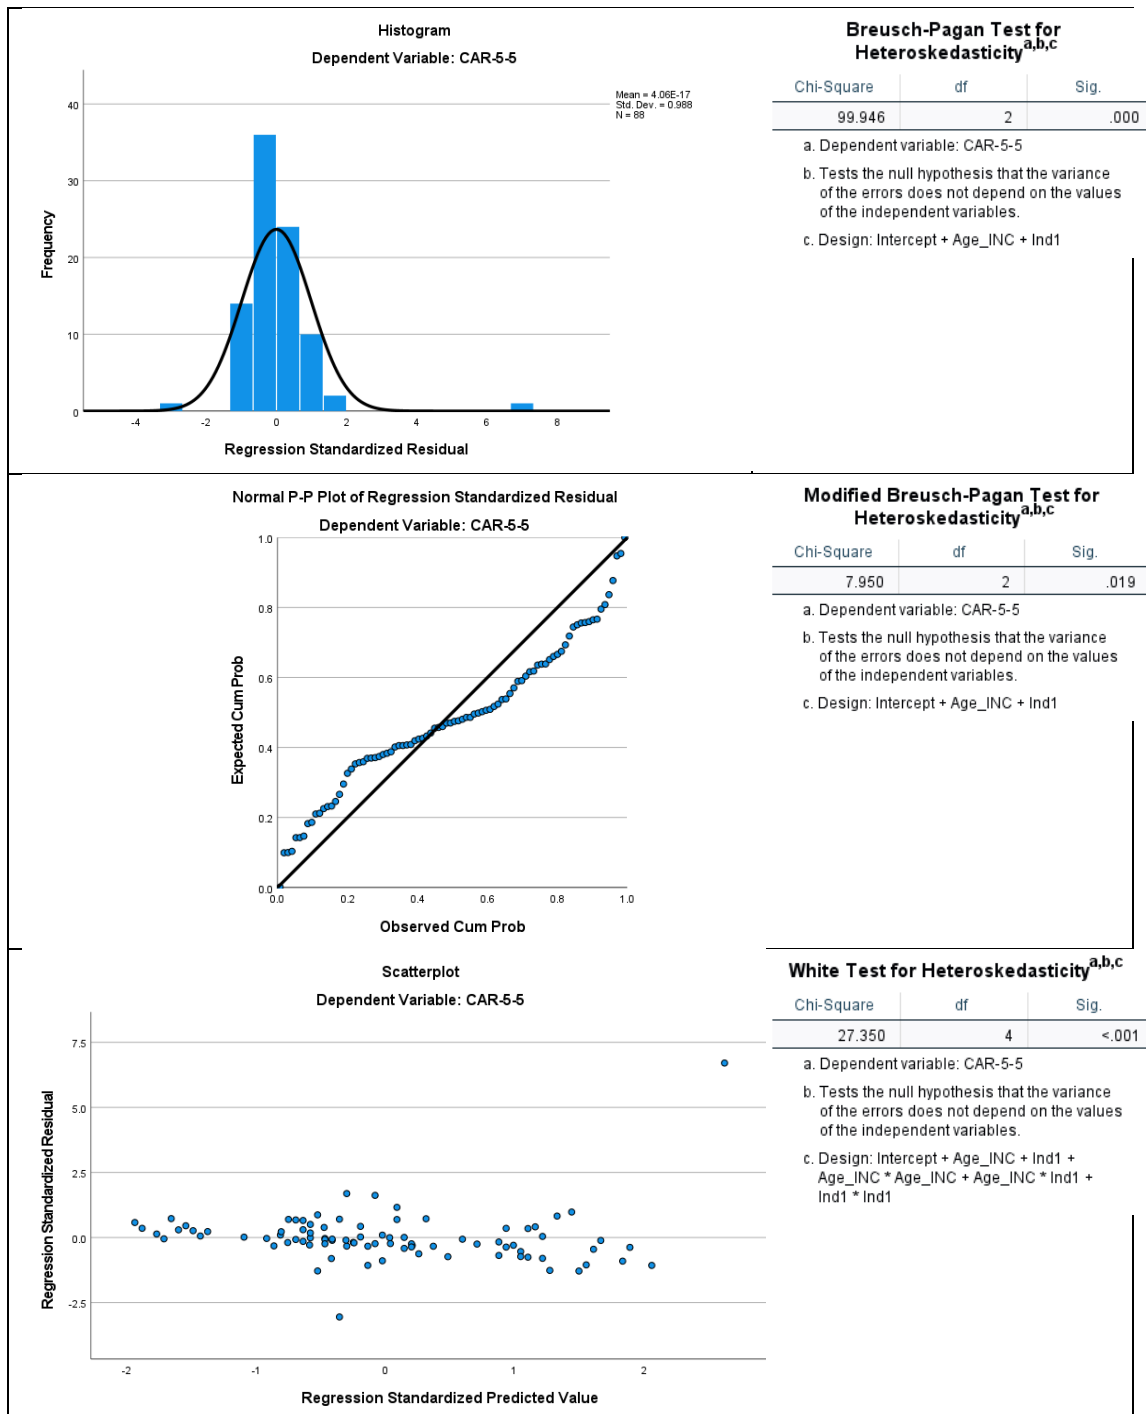 Histogram
Dependent Variable: CAR-5-5
Mean = 4.06E-17
Std. Dev. = 0.988
N = 88
Frequency
40
30
20
10
0
-4
-2
0
2
4
6
8
Regression Standardized Residual
Breusch-Pagan Test for
Heteroskedasticity a,b,c
Chi-Square df Sig.
99.946 2 .000
a. Dependent variable: CAR-5-5
b. Tests the null hypothesis that the variance
of the errors does not depend on the values
of the independent variables.
c. Design: Intercept + Age_INC + Ind1
Normal P-P Plot of Regression Standardized Residual
Dependent Variable: CAR-5-5
Expected Cum Prob
1.0
0.8
0.6
0.4
0.2
0.0
0.0
0.2
0.4
0.6
0.8
1.0
Observed Cum Prob
Modified Breusch-Pagan Test for
Heteroskedasticity a,b,c
Chi-Square df Sig.
7.950 2 .019
a. Dependent variable: CAR-5-5
b. Tests the null hypothesis that the variance
of the errors does not depend on the values
of the independent variables.
c. Design: Intercept + Age_INC + Ind1
Scatterplot
Dependent Variable: CAR-5-5
Regression Standardized Residual
7.5
5.0
2.5
0.0
-2.5
-2
-1
0
1
2
Regression Standardized Predicted Value
White Test for Heteroskedasticity a,b,c
Chi-Square df Sig.
27.350 4 <.001
a. Dependent variable: CAR-5-5
b. Tests the null hypothesis that the variance
of the errors does not depend on the values
of the independent variables.
c. Design: Intercept + Age_INC + Ind1 +
Age_INC * Age_INC + Age_INC * Ind1 +
Ind1 * Ind1